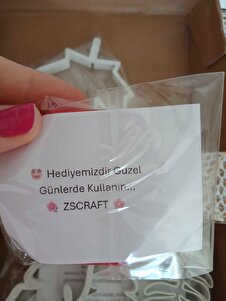 🌸 Hediyemizdir Güzel
Günlerde Kullanın...
🌸 ZSCRAFT 🌸